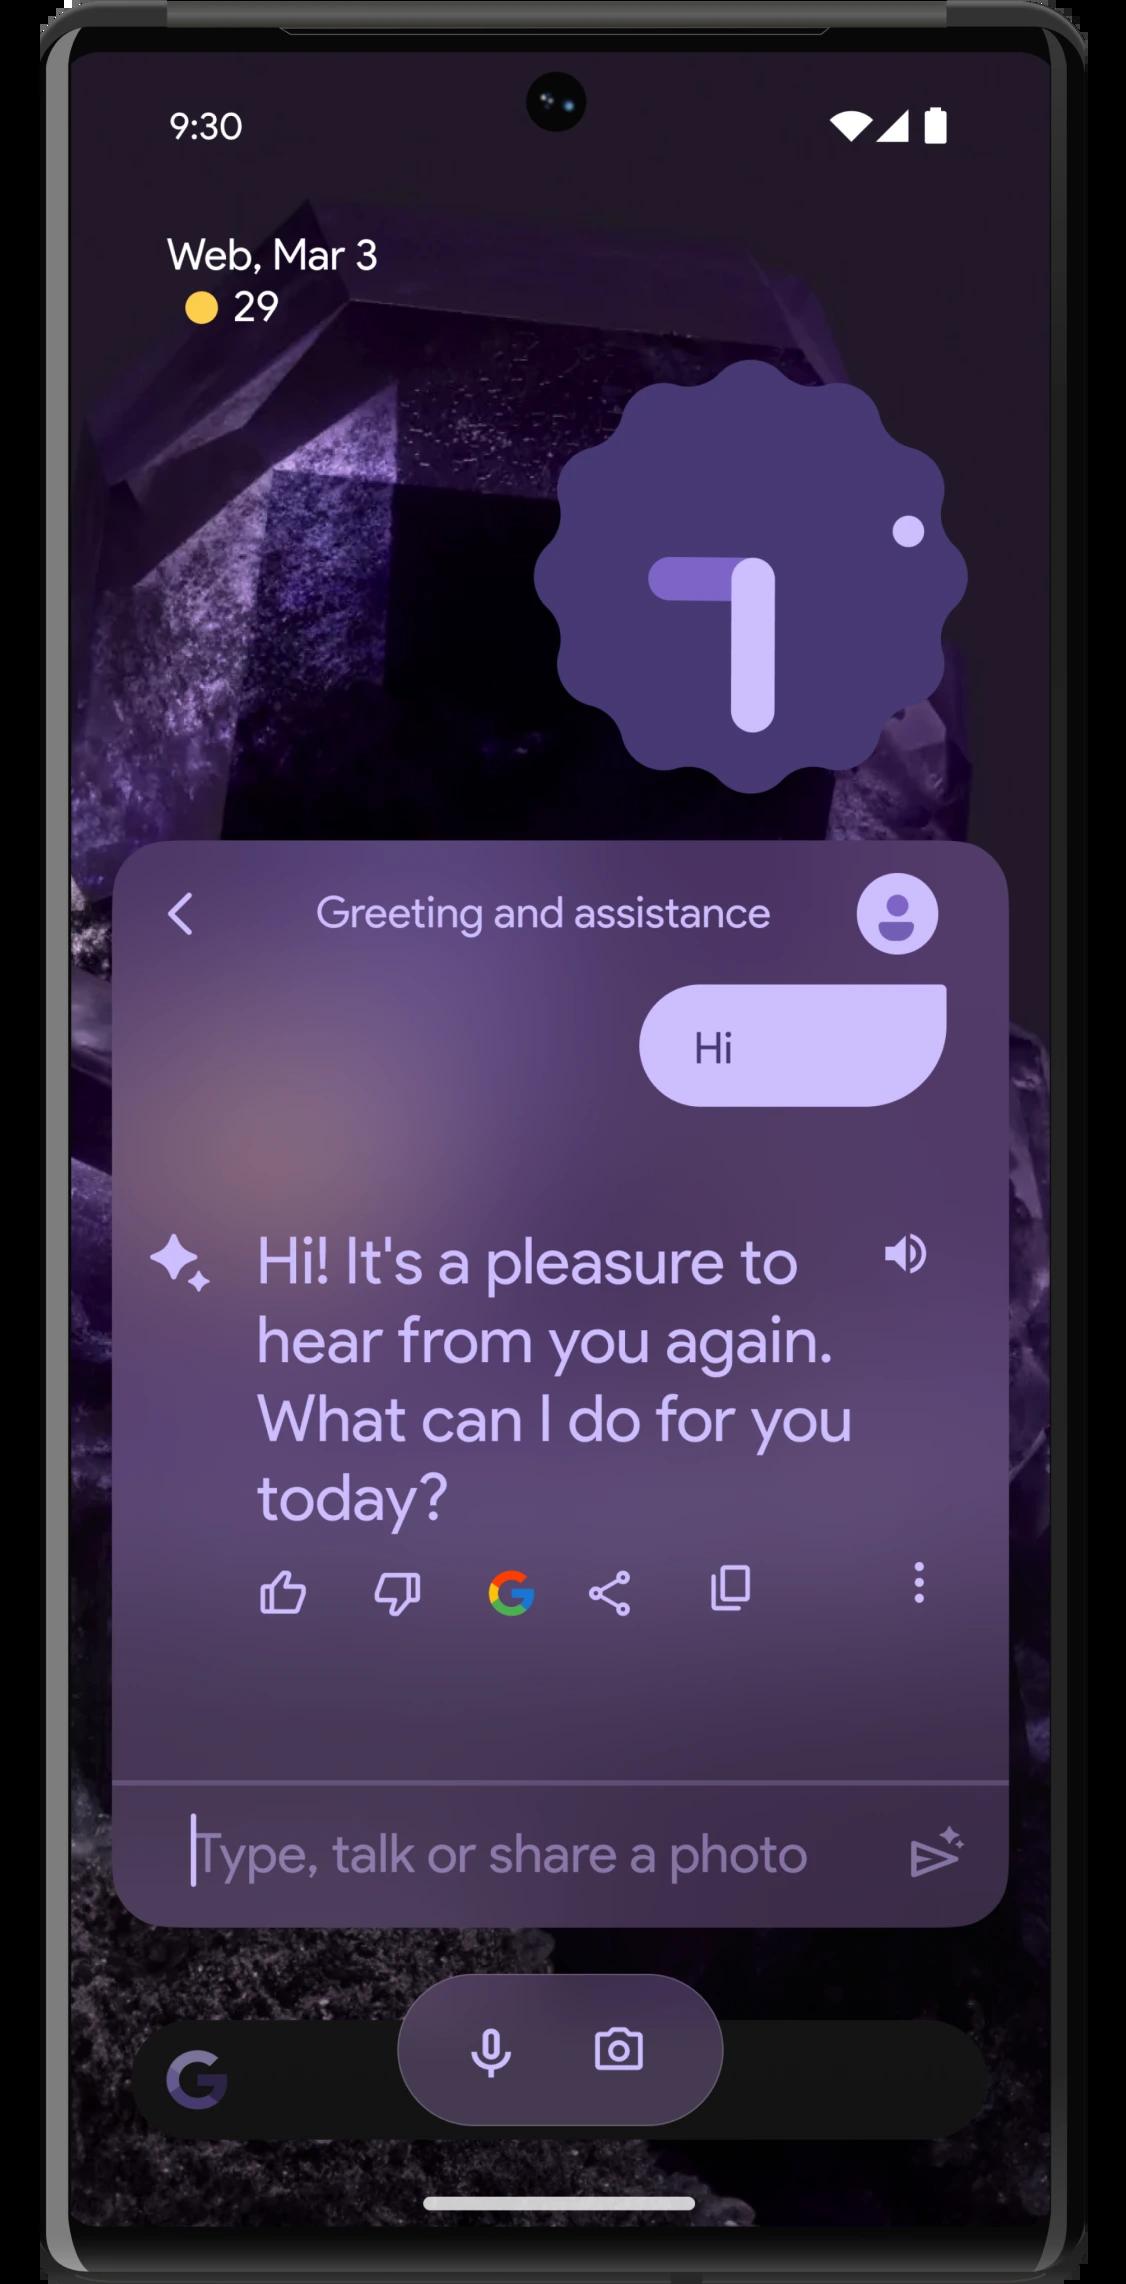 9:30
Web, Mar 3
29
Greeting and assistance
Hi
Hi! It's a pleasure to
hear from you again.
What can I do for you
today?
Type, talk or share a photo